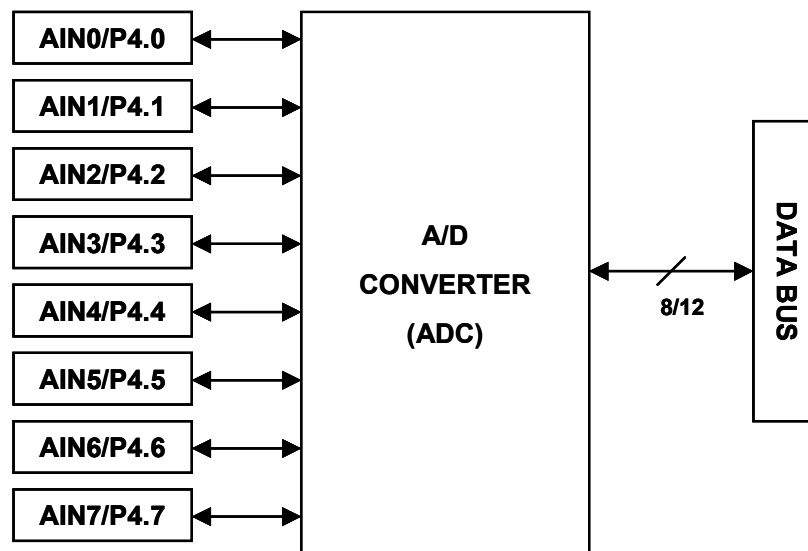 AIN0/P4.0
AIN1/P4.1
AIN2/P4.2
AIN3/P4.3
AIN4/P4.4
AIN5/P4.5
AIN6/P4.6
AIN7/P4.7
A/D
CONVERTER
(ADC)
8/12
DATA BUS